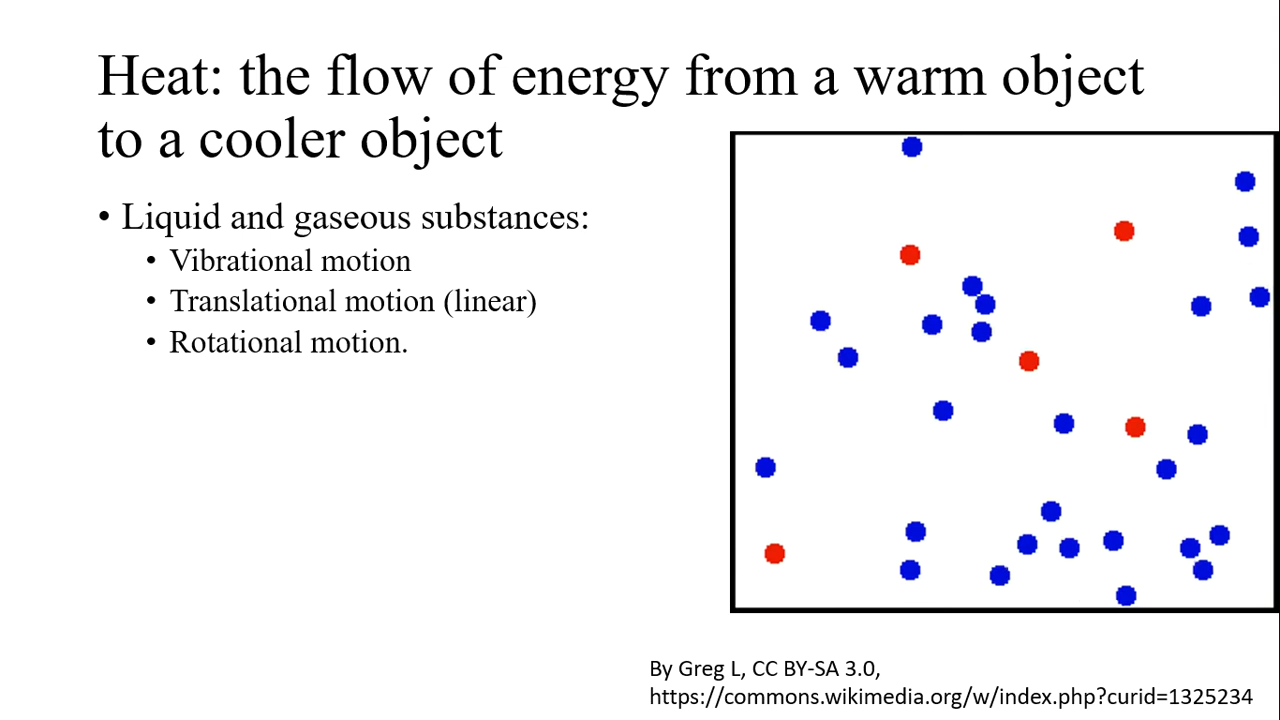 Heat: the flow of energy from a warm object
to a cooler object
• Liquid and gaseous substances:
• Vibrational motion
• Translational motion (linear)
• Rotational motion.
By Greg L, CC BY-SA 3.0,
https://commons.wikimedia.org/w/index.php?curid=1325234